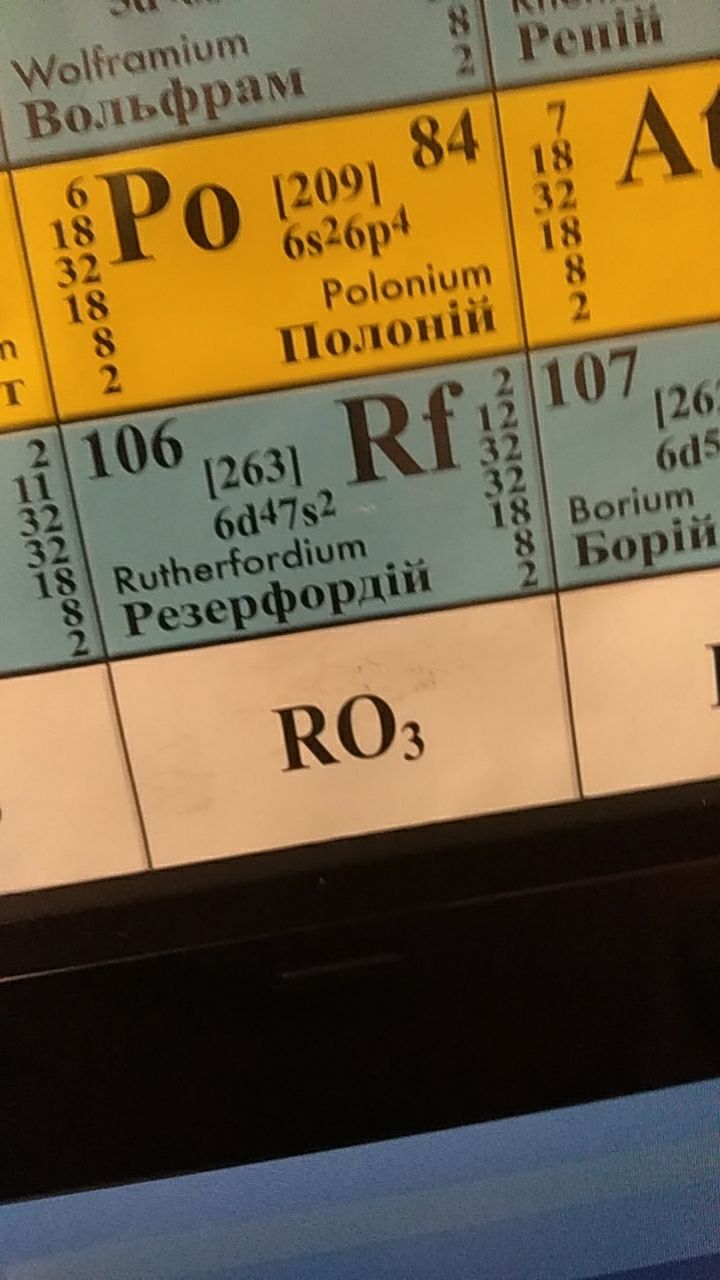 8
2
Wolframium
Вольфрам
Реній
6
18
32
18
8
2
Po
[209]
6s²6p⁴
84
Polonium
Полоній
7
18
32
18
8
2
т
2
11
32
32
18
8
2
106
[263]
6d⁴7s²
Rf
Rutherfordium
Резерфордій
2
12
32
32
18
8
2
107
Borium
Борій
RO₃